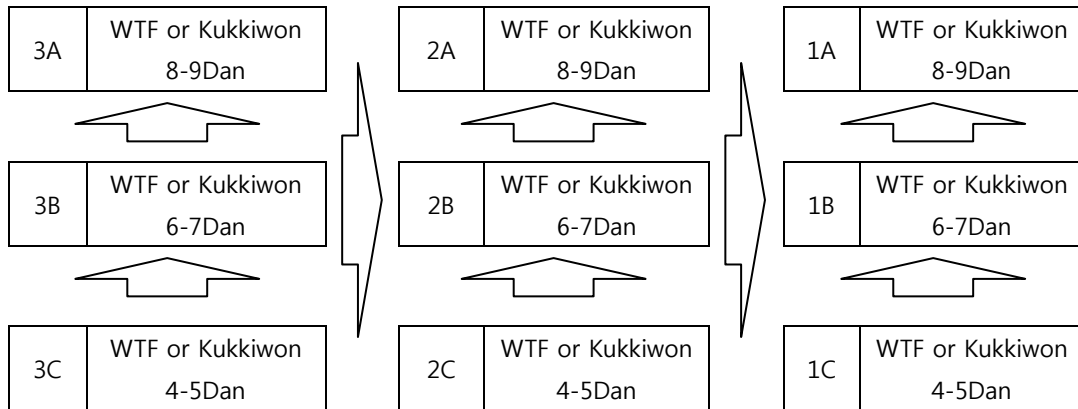 3A WTF or Kukkiwon 8-9Dan
2A WTF or Kukkiwon 8-9Dan
1A WTF or Kukkiwon 8-9Dan
3B WTF or Kukkiwon 6-7Dan
2B WTF or Kukkiwon 6-7Dan
1B WTF or Kukkiwon 6-7Dan
3C WTF or Kukkiwon 4-5Dan
2C WTF or Kukkiwon 4-5Dan
1C WTF or Kukkiwon 4-5Dan